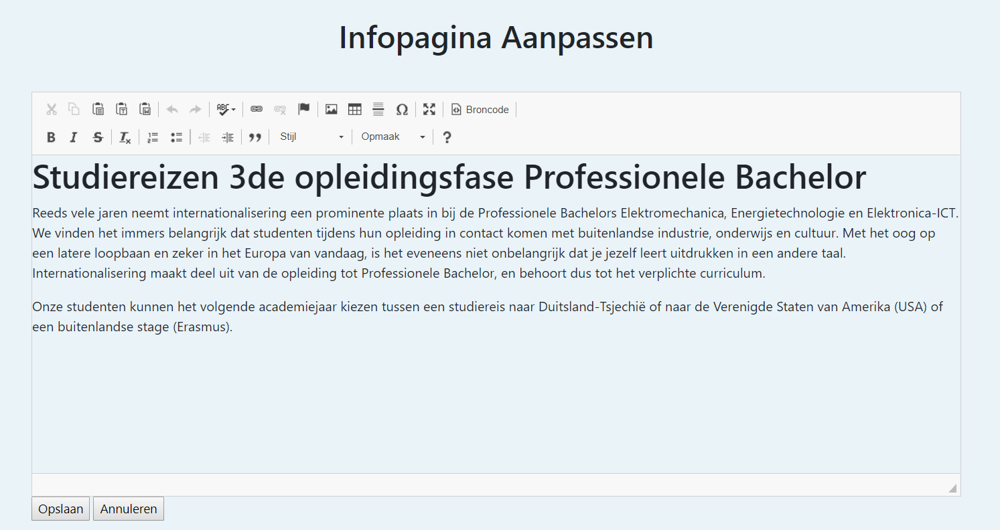 Infopagina Aanpassen
ABC
Broncode
B I S Tx Stijl Opmaak ?
Studiereizen 3de opleidingsfase Professionele Bachelor
Reeds vele jaren neemt internationalisering een prominente plaats in bij de Professionele Bachelors Elektromechanica, Energietechnologie en Elektronica-ICT.
We vinden het immers belangrijk dat studenten tijdens hun opleiding in contact komen met buitenlandse industrie, onderwijs en cultuur. Met het oog op
een latere loopbaan en zeker in het Europa van vandaag, is het eveneens niet onbelangrijk dat je jezelf leert uitdrukken in een andere taal.
Internationalisering maakt deel uit van de opleiding tot Professionele Bachelor, en behoort dus tot het verplichte curriculum.
Onze studenten kunnen het volgende academiejaar kiezen tussen een studiereis naar Duitsland-Tsjechië of naar de Verenigde Staten van Amerika (USA) of
een buitenlandse stage (Erasmus).
Opslaan Annuleren